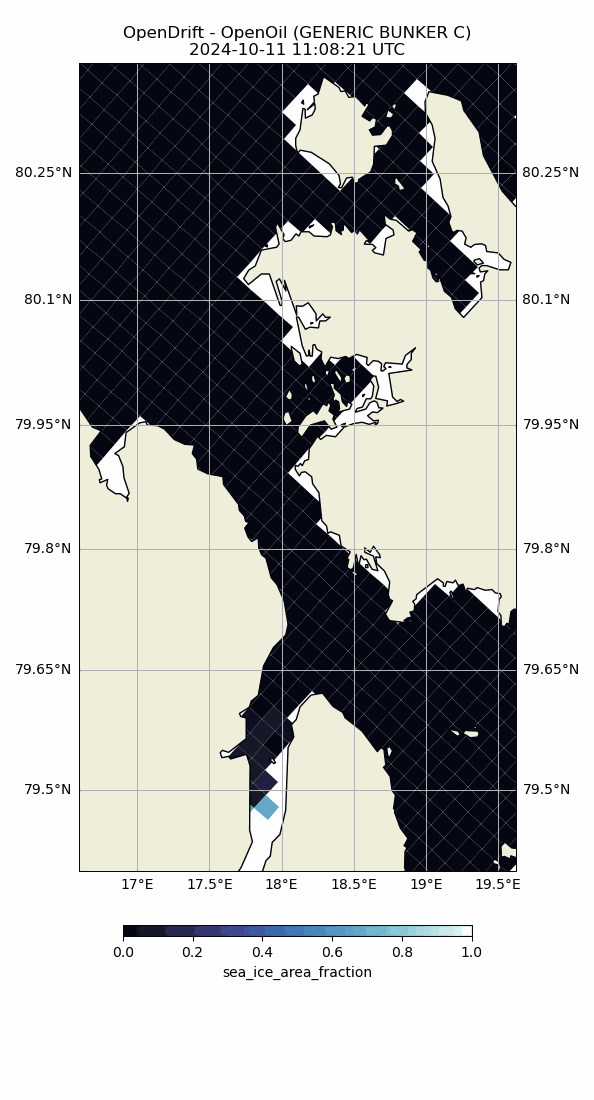 OpenDrift - OpenOil (GENERIC BUNKER C)
2024-10-11 11:08:21 UTC
80.25°N 80.25°N
80.1°N 80.1°N
79.95°N 79.95°N
79.8°N 79.8°N
79.65°N 79.65°N
79.5°N 79.5°N
17°E 17.5°E 18°E 18.5°E 19°E 19.5°E
0.0 0.2 0.4 0.6 0.8 1.0
sea_ice_area_fraction